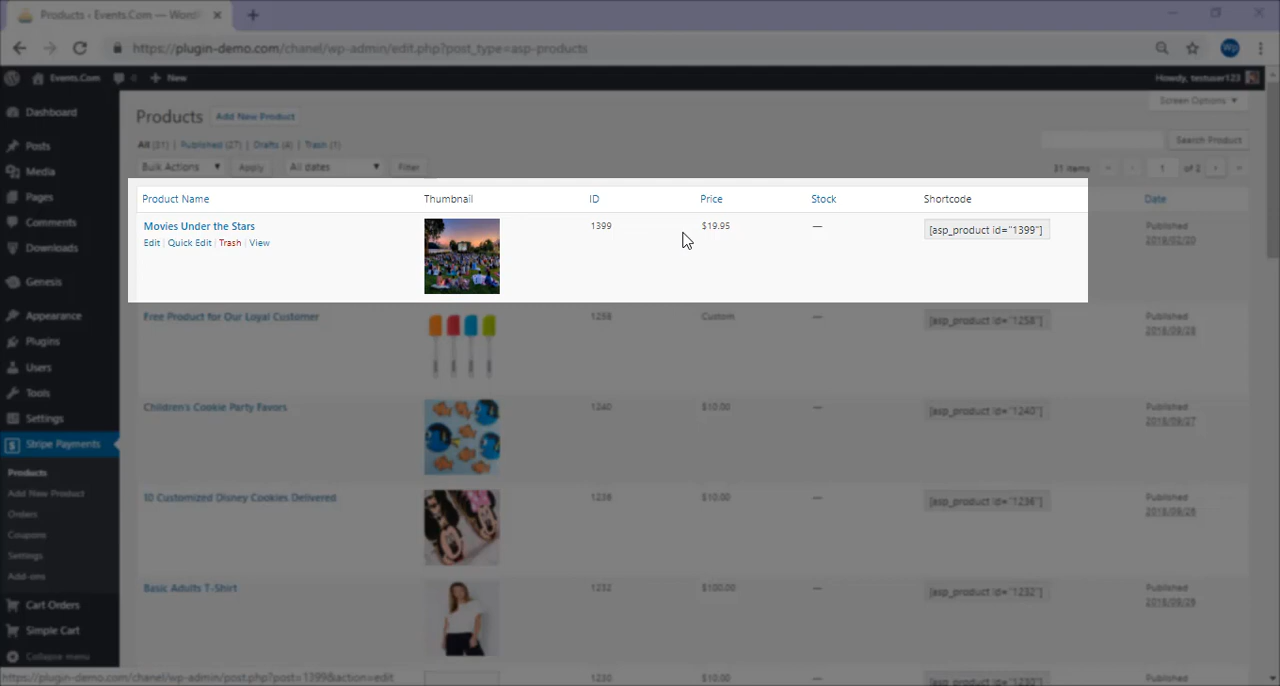 Products ‹ Events.Com — Word
https://plugin-demo.com/chanel/wp-admin/edit.php?post_type=asp-products
Wp
Events.Com 0 New
Howdy, testuser123
Screen Options
Dashboard
Posts
Media
Pages
Comments
Downloads
Genesis
Appearance
Plugins
Users
Tools
Settings
Stripe Payments
Products
Add New Product
Orders
Coupons
Settings
Add-ons
Cart Orders
Simple Cart
Collapse menu
Products Add New Product
All (31) | Published (27) | Drafts (4) | Trash (1)
Search Product
Bulk Actions Apply All dates Filter
31 items 1 of 2
Product Name Thumbnail ID Price Stock Shortcode Date
Movies Under the Stars 1399 $19.95 — [asp_product id="1399"]
Edit | Quick Edit | Trash | View
2019/02/20
Free Product for Our Loyal Customer 1258 Custom — [asp_product id="1258"] Published
2018/09/28
Children's Cookie Party Favors 1240 $10.00 — [asp_product id="1240"] Published
2018/09/27
10 Customized Disney Cookies Delivered 1236 $10.00 — [asp_product id="1236"] Published
2018/09/26
Basic Adults T-Shirt 1232 $100.00 — [asp_product id="1232"] Published
2018/09/26
1230 $10.00 [asp_product id="1230"] Published
https://plugin-demo.com/chanel/wp-admin/post.php?post=1399&action=edit